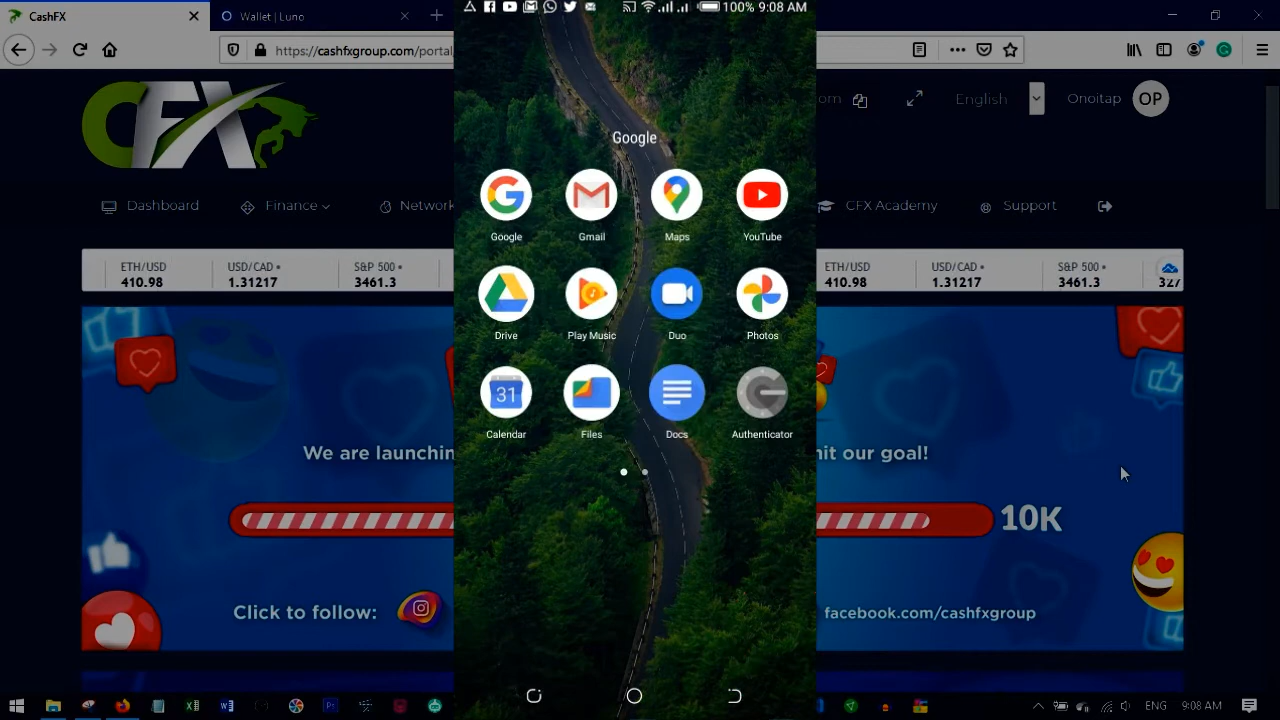 CashFX
Wallet | Luno
https://cashfxgroup.com/portal
100% 9:08 AM
CFX
om
English
Onoitap
OP
Dashboard
Finance
Network
CFX Academy
Support
ETH/USD
410.98
USD/CAD
1.31217
S&P 500
3461.3
ETH/USD
410.98
USD/CAD
1.31217
S&P 500
3461.3
Google
Google
Gmail
Maps
YouTube
Drive
Play Music
Duo
Photos
31
Calendar
Files
Docs
Authenticator
We are launchin
hit our goal!
10K
Click to follow:
facebook.com/cashfxgroup
ENG
9:08 AM